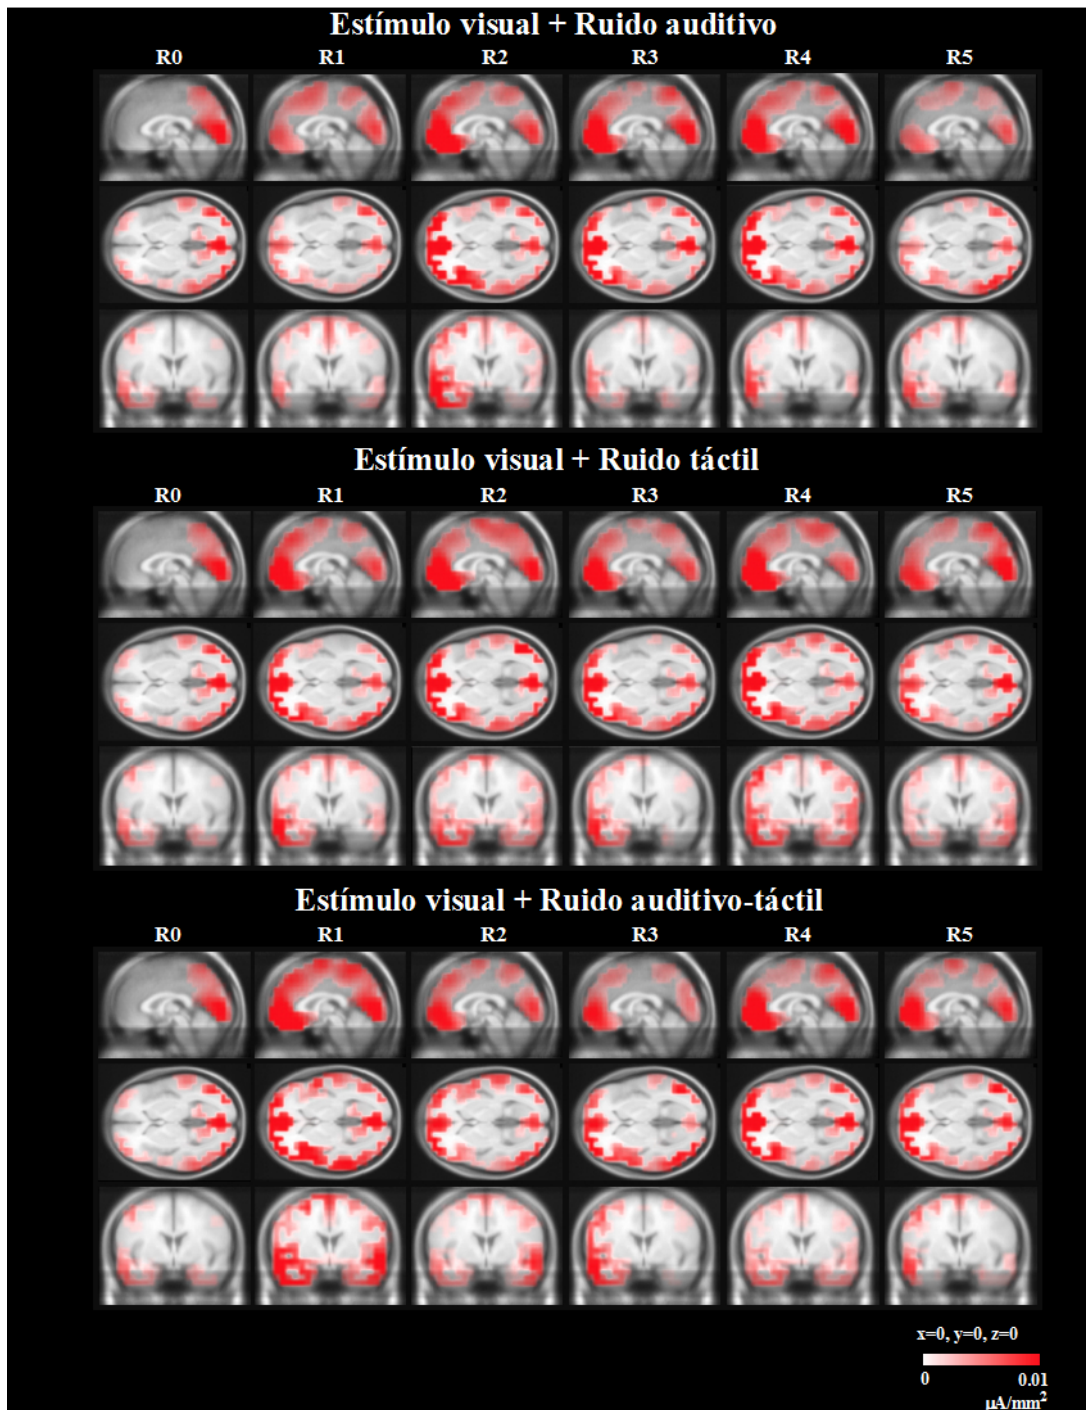 Estímulo visual + Ruido auditivo
R0 R1 R2 R3 R4 R5
Estímulo visual + Ruido táctil
R0 R1 R2 R3 R4 R5
Estímulo visual + Ruido auditivo-táctil
R0 R1 R2 R3 R4 R5
x=0, y=0, z=0
0 0.01
µA/mm²